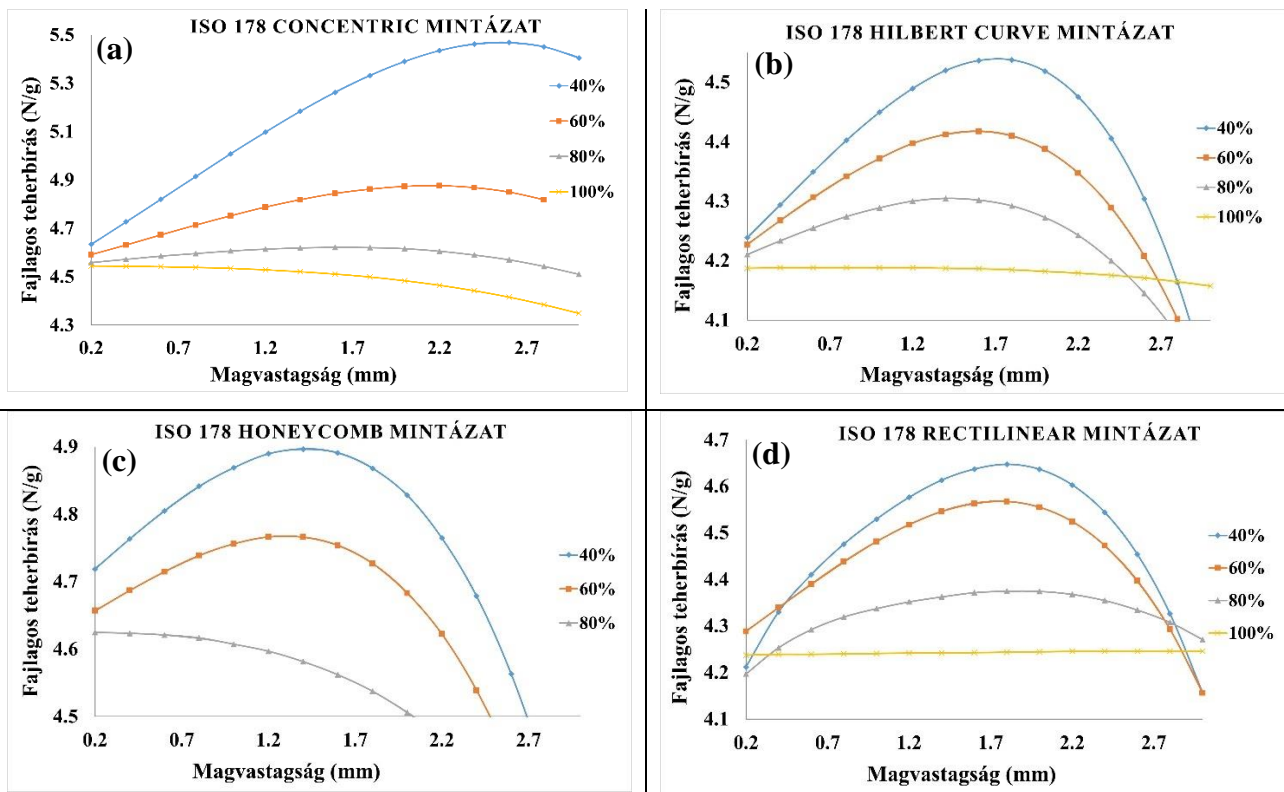 ISO 178 CONCENTRIC MINTÁZAT
(a)
Fajlagos teherbírás (N/g)
5.5
5.3
5.1
4.9
4.7
4.5
4.3
0.2 0.7 1.2 1.7 2.2 2.7
Magvastagság (mm)
40%
60%
80%
100%
ISO 178 HILBERT CURVE MINTÁZAT
(b)
Fajlagos teherbírás (N/g)
4.5
4.4
4.3
4.2
4.1
0.2 0.7 1.2 1.7 2.2 2.7
Magvastagság (mm)
40%
60%
80%
100%
ISO 178 HONEYCOMB MINTÁZAT
(c)
Fajlagos teherbírás (N/g)
4.9
4.8
4.7
4.6
4.5
0.2 0.7 1.2 1.7 2.2 2.7
Magvastagság (mm)
40%
60%
80%
ISO 178 RECTILINEAR MINTÁZAT
(d)
Fajlagos teherbírás (N/g)
4.7
4.6
4.5
4.4
4.3
4.2
4.1
0.2 0.7 1.2 1.7 2.2 2.7
Magvastagság (mm)
40%
60%
80%
100%